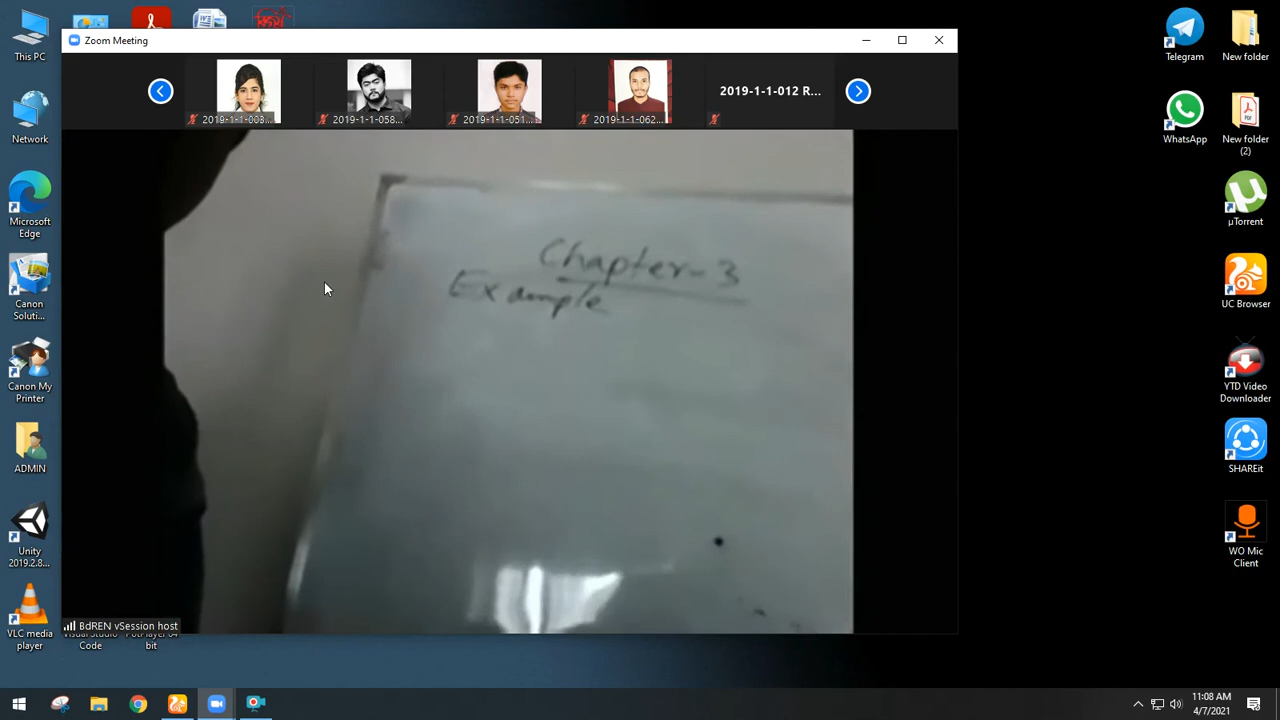 This PC
Network
Microsoft
Edge
Canon
Soluti...
Canon My
Printer
ADMIN
Unity
2019.2.8...
VLC media
player
Code
bit
Zoom Meeting
2019-1-1-003...
2019-1-1-058...
2019-1-1-051...
2019-1-1-062...
2019-1-1-012 R...
Chapter-3
Example
BdREN vSession host
Telegram
New folder
WhatsApp
New folder
(2)
µTorrent
UC Browser
YTD Video
Downloader
SHAREit
WO Mic
Client
11:08 AM
4/7/2021